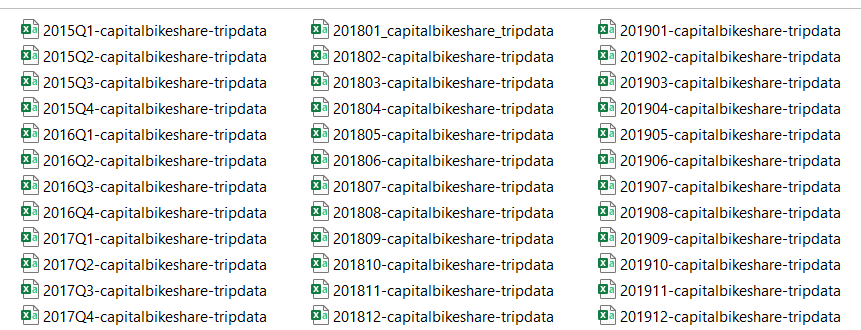 2015Q1-capitalbikeshare-tripdata
2015Q2-capitalbikeshare-tripdata
2015Q3-capitalbikeshare-tripdata
2015Q4-capitalbikeshare-tripdata
2016Q1-capitalbikeshare-tripdata
2016Q2-capitalbikeshare-tripdata
2016Q3-capitalbikeshare-tripdata
2016Q4-capitalbikeshare-tripdata
2017Q1-capitalbikeshare-tripdata
2017Q2-capitalbikeshare-tripdata
2017Q3-capitalbikeshare-tripdata
2017Q4-capitalbikeshare-tripdata
201801_capitalbikeshare_tripdata
201802-capitalbikeshare-tripdata
201803-capitalbikeshare-tripdata
201804-capitalbikeshare-tripdata
201805-capitalbikeshare-tripdata
201806-capitalbikeshare-tripdata
201807-capitalbikeshare-tripdata
201808-capitalbikeshare-tripdata
201809-capitalbikeshare-tripdata
201810-capitalbikeshare-tripdata
201811-capitalbikeshare-tripdata
201812-capitalbikeshare-tripdata
201901-capitalbikeshare-tripdata
201902-capitalbikeshare-tripdata
201903-capitalbikeshare-tripdata
201904-capitalbikeshare-tripdata
201905-capitalbikeshare-tripdata
201906-capitalbikeshare-tripdata
201907-capitalbikeshare-tripdata
201908-capitalbikeshare-tripdata
201909-capitalbikeshare-tripdata
201910-capitalbikeshare-tripdata
201911-capitalbikeshare-tripdata
201912-capitalbikeshare-tripdata